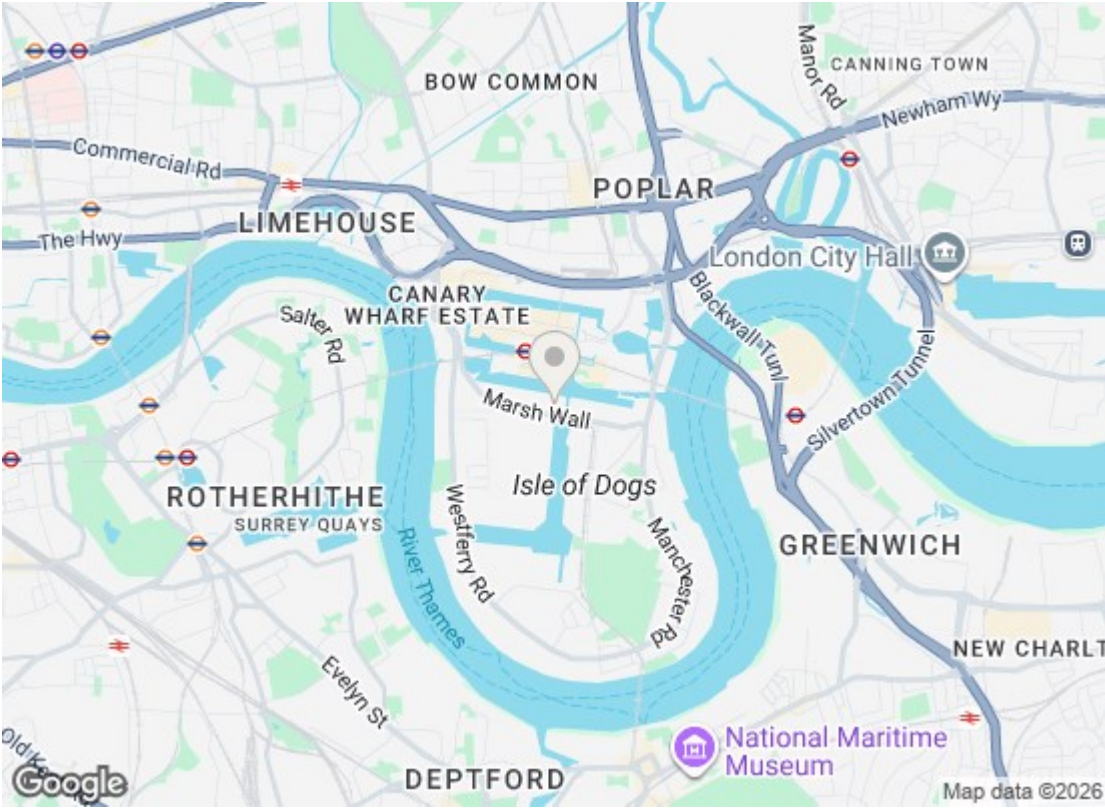 BOW COMMON
Manor Rd
CANNING TOWN
Newham Wy
Commercial Rd
POPLAR
LIMEHOUSE
The Hwy
London City Hall
CANARY
WHARF ESTATE
Blackwall Tunl
Salter Rd
Silvertown Tunnel
Marsh Wall
Isle of Dogs
ROTHERHITHE
SURREY QUAYS
Westferry Rd
River Thames
Manchester Rd
GREENWICH
NEW CHARLT
Evelyn St
National Maritime
Museum
Old Ke
DEPTFORD
Google
Map data ©2026